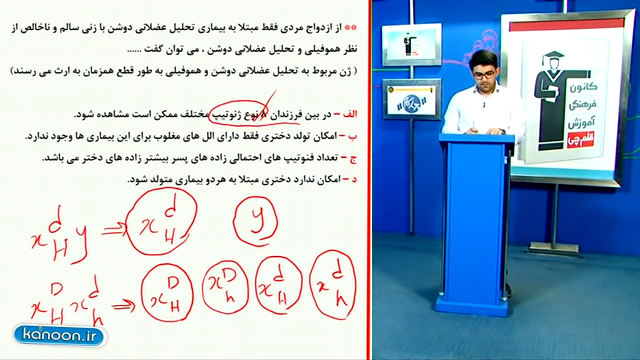 ** از ازدواج مردی فقط مبتلا به بیماری تحلیل عضلانی دوشن با زنی سالم و ناخالص از
نظر هموفیلی و تحلیل عضلانی دوشن ، می توان گفت ......
( ژن مربوط به تحلیل عضلانی دوشن و هموفیلی به طور قطع همزمان به ارث می رسند)
الف – در بین فرزندان ۸ نوع ژنوتیپ مختلف ممکن است مشاهده شود.
ب – امکان تولد دختری فقط دارای الل های مغلوب برای این بیماری ها وجود ندارد.
ج – تعداد فنوتیپ های احتمالی زاده های پسر بیشتر زاده های دختر می باشد.
د – امکان ندارد دختری مبتلا به هردو بیماری متولد شود.
x d H y ⇒ x d H y
x D H x d h ⇒ x D H x D h x d H x d h
kanoon.ir
کانون
فرهنگی
آموزش
قلم‌چی